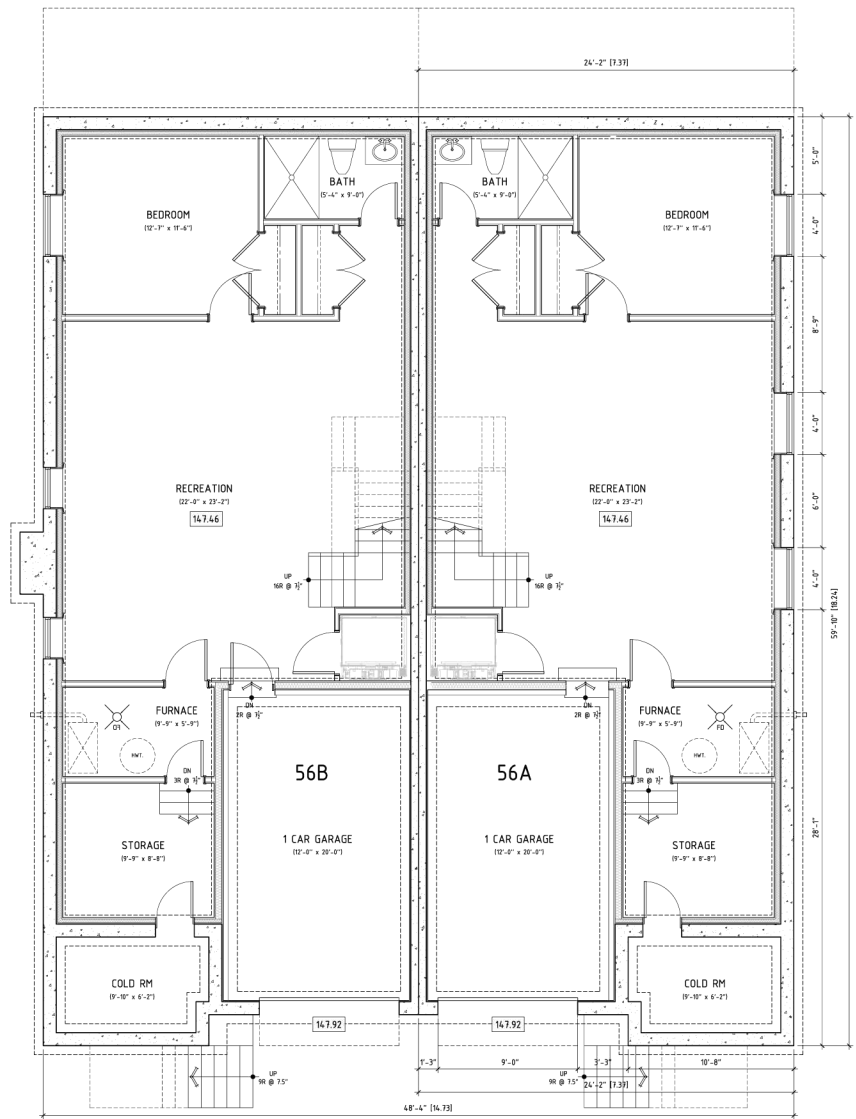 24'-2" [7.37]
BATH
(5'-4" x 9'-0")
BATH
(5'-4" x 9'-0")
5'-0"
BEDROOM
(12'-7" x 11'-6")
BEDROOM
(12'-7" x 11'-6")
4'-0"
8'-9"
4'-0"
RECREATION
(22'-0" x 23'-2")
147.46
RECREATION
(22'-0" x 23'-2")
147.46
6'-0"
UP
16R @ 7½"
UP
16R @ 7½"
4'-0"
59'-10" [18.24]
FURNACE
(9'-9" x 5'-9")
FD
HWT.
DN
2R @ 7½"
DN
2R @ 7½"
FURNACE
(9'-9" x 5'-9")
FD
HWT.
DN
3R @ 7½"
56B
56A
DN
3R @ 7½"
STORAGE
(9'-9" x 8'-8")
1 CAR GARAGE
(12'-0" x 20'-0")
1 CAR GARAGE
(12'-0" x 20'-0")
STORAGE
(9'-9" x 8'-8")
28'-1"
COLD RM
(9'-10" x 6'-2")
COLD RM
(9'-10" x 6'-2")
147.92
147.92
1'-3"
9'-0"
3'-3"
10'-8"
UP
9R @ 7.5"
UP
9R @ 7.5"
24'-2" [7.37]
48'-4" [14.73]